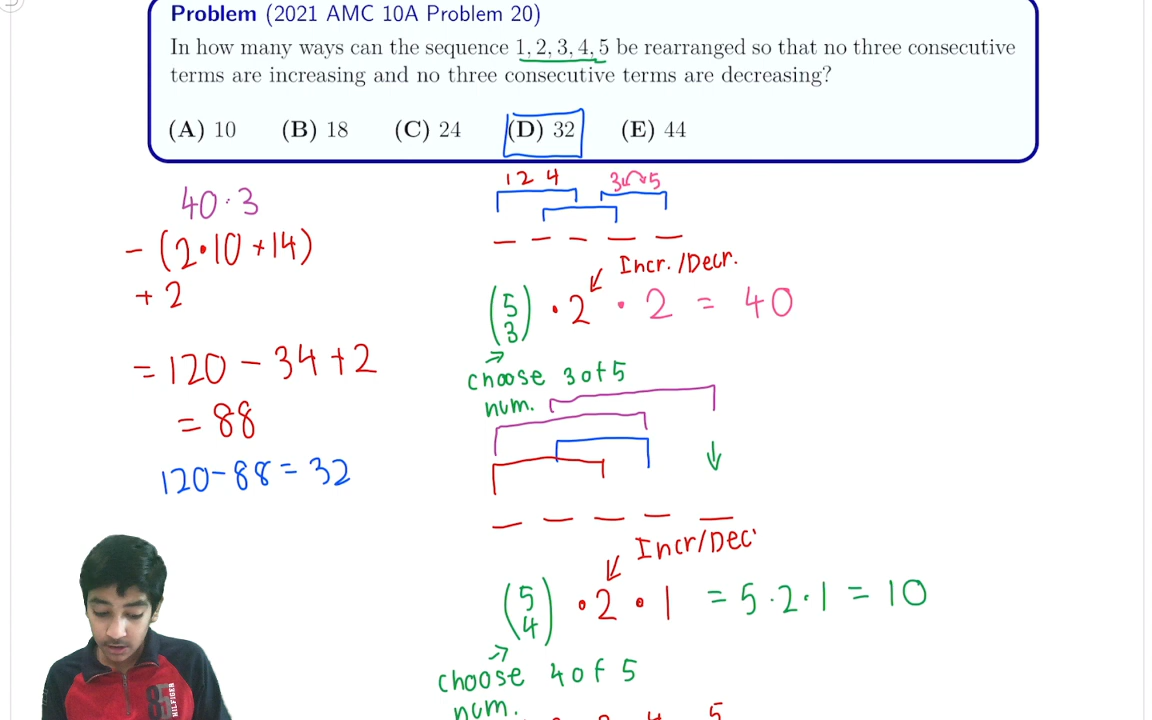 Problem (2021 AMC 10A Problem 20)
In how many ways can the sequence 1, 2, 3, 4, 5 be rearranged so that no three consecutive
terms are increasing and no three consecutive terms are decreasing?
(A) 10 (B) 18 (C) 24 (D) 32 (E) 44
40·3
- (2·10+14)
+ 2
= 120 - 34 + 2
= 88
120 - 88 = 32
1 2 4 3 5
Incr./Decr.
(5 3) · 2 · 2 = 40
choose 3 of 5
num.
Incr/Dec
(5 4) · 2 · 1 = 5·2·1 = 10
choose 4 of 5
num.
5
HILFIGER
85